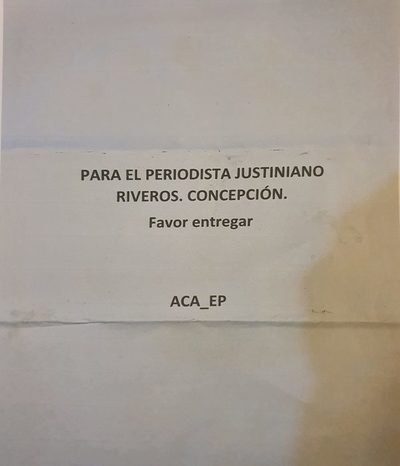 PARA EL PERIODISTA JUSTINIANO
RIVEROS. CONCEPCIÓN.
Favor entregar
ACA_EP